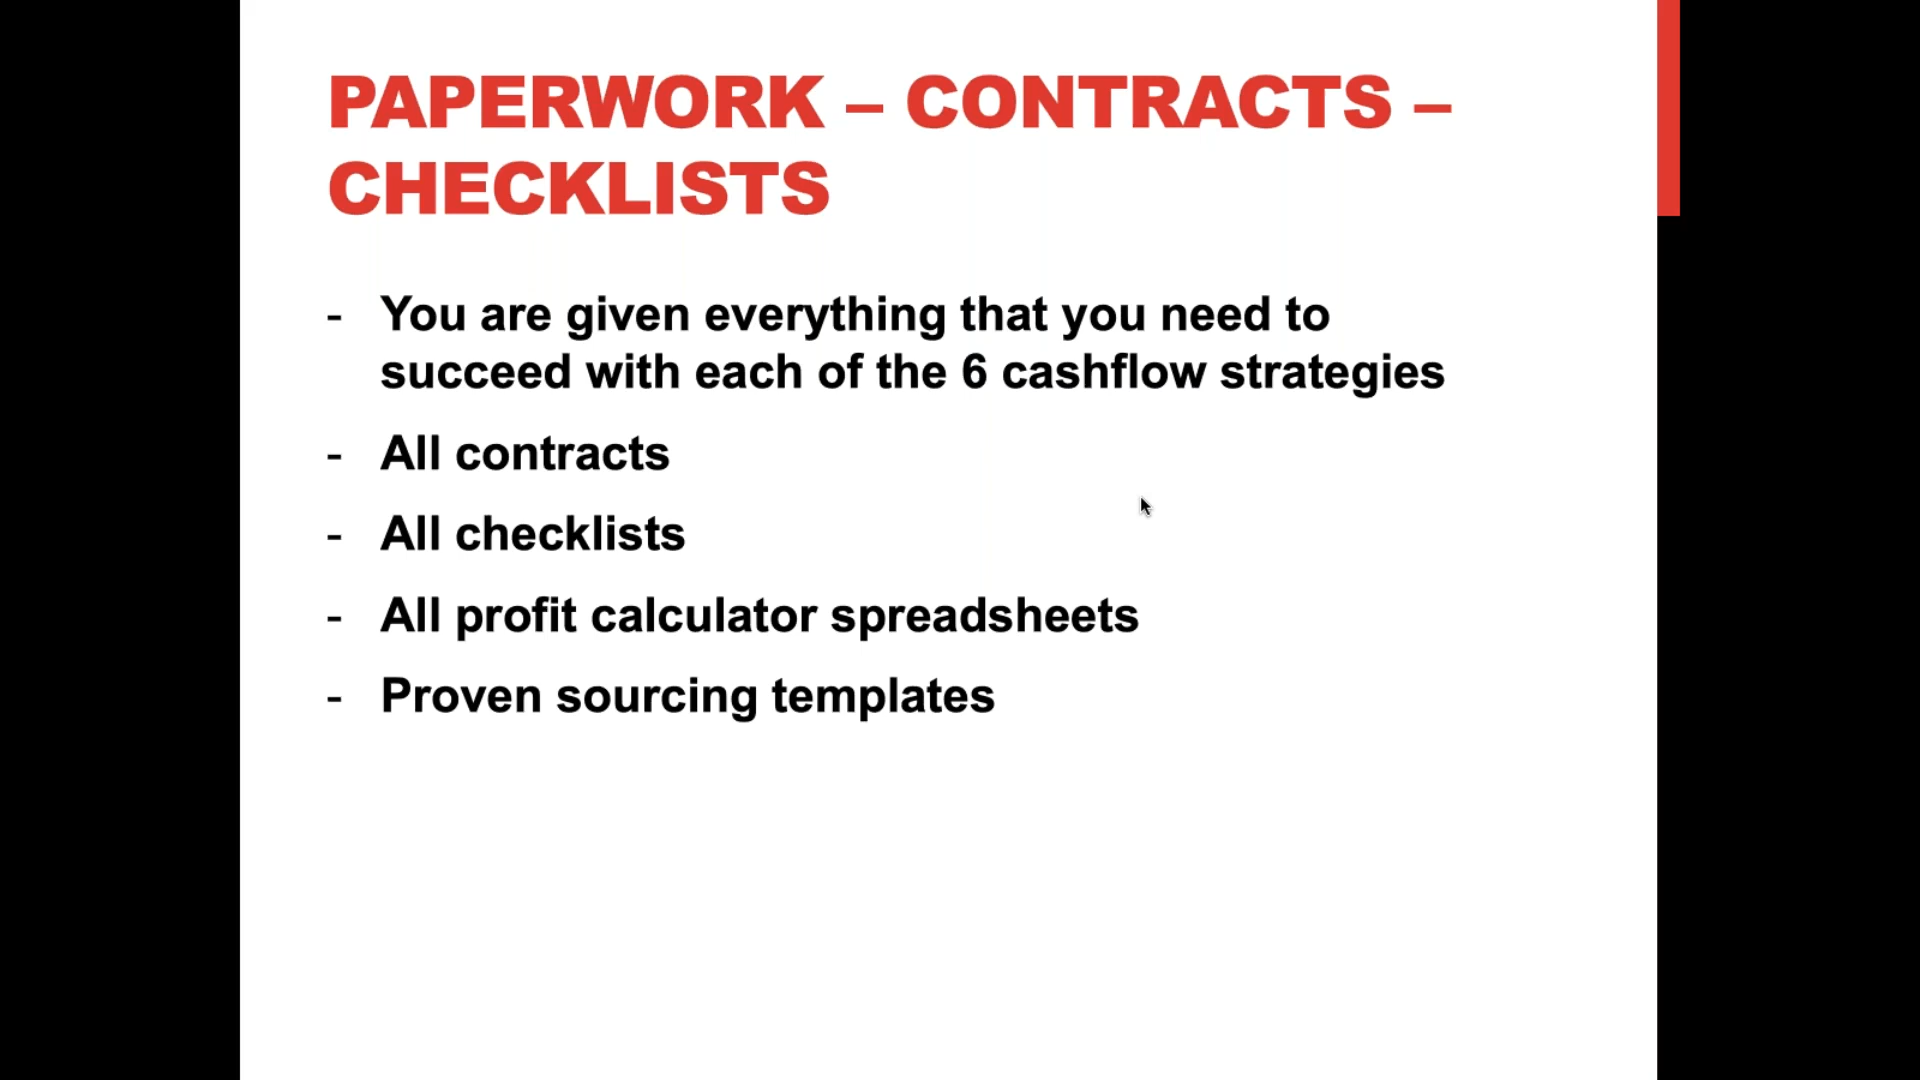 PAPERWORK – CONTRACTS –
CHECKLISTS
- You are given everything that you need to
succeed with each of the 6 cashflow strategies
- All contracts
- All checklists
- All profit calculator spreadsheets
- Proven sourcing templates